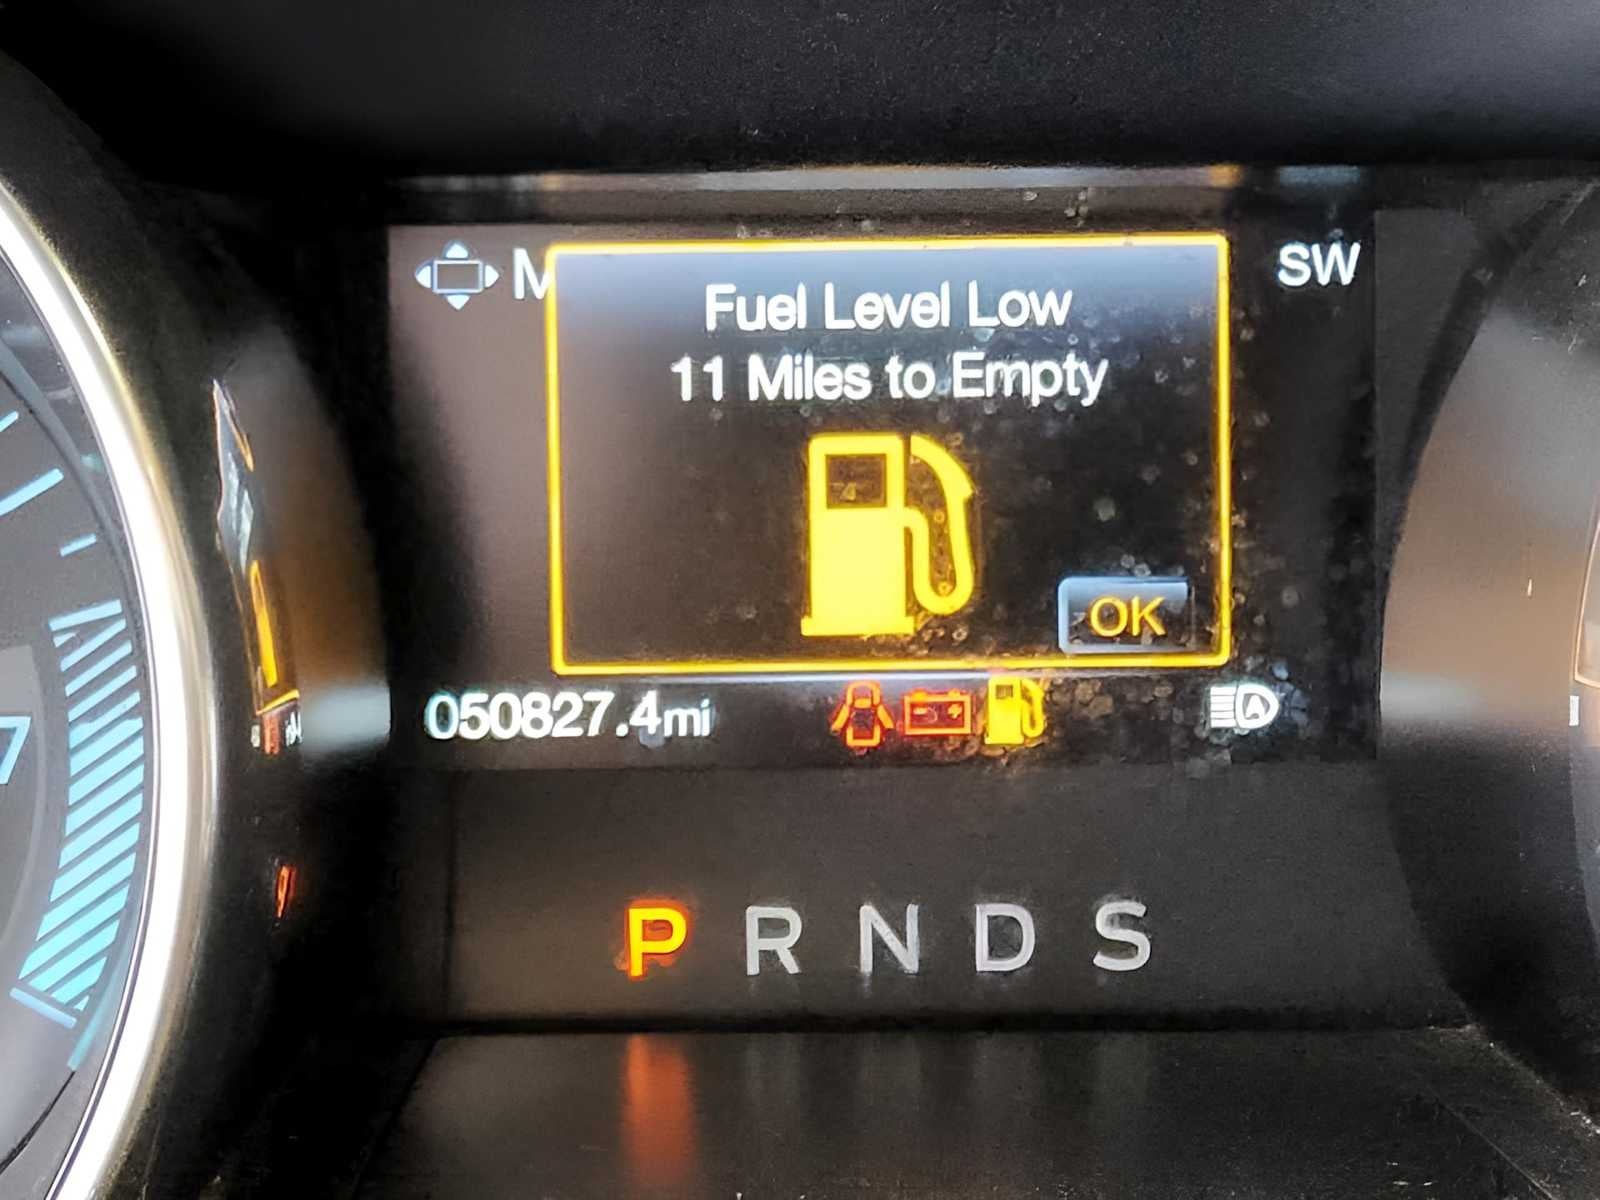 M
SW
Fuel Level Low
11 Miles to Empty
OK
050827.4mi
A
P R N D S